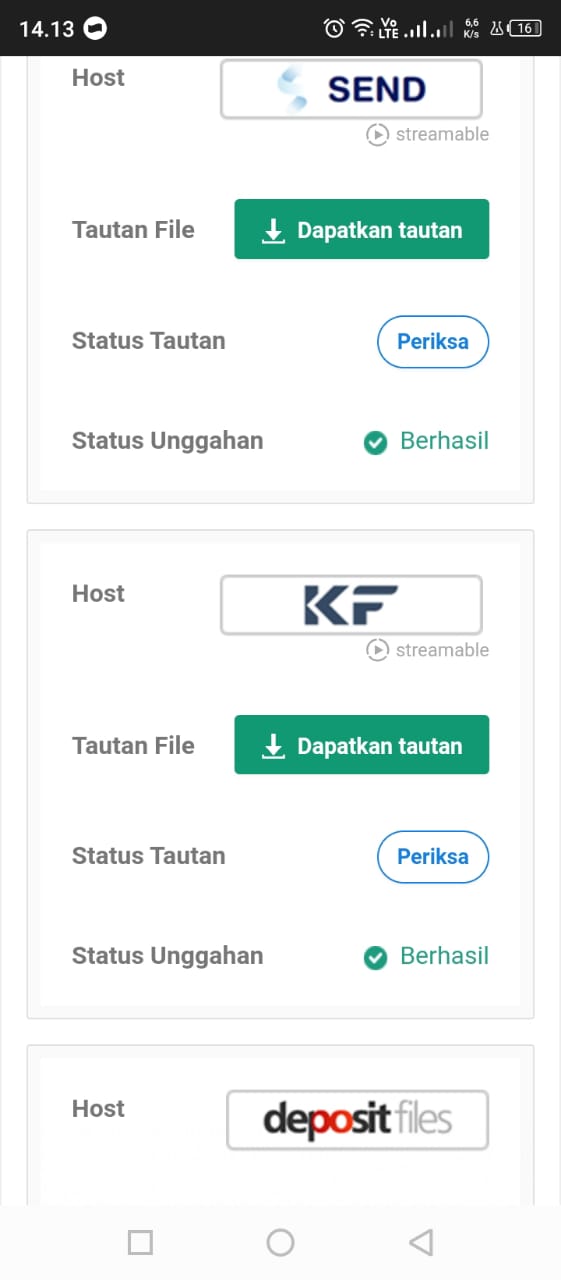 14.13 Vo LTE 6,6 K/s 16
Host SEND
streamable
Tautan File Dapatkan tautan
Status Tautan Periksa
Status Unggahan Berhasil
Host KF
streamable
Tautan File Dapatkan tautan
Status Tautan Periksa
Status Unggahan Berhasil
Host depositfiles